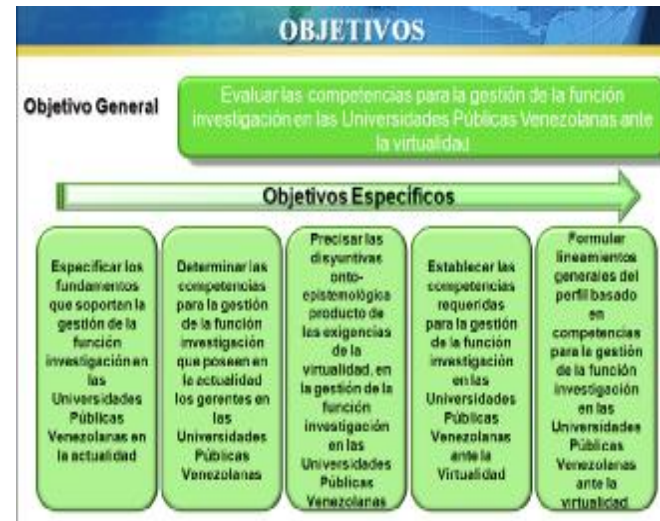 OBJETIVOS
Objetivo General
Evaluar las competencias para la gestión de la función
investigación en las Universidades Públicas Venezolanas ante
la virtualidad
Objetivos Específicos
Especificar los
fundamentos
que soportan la
gestión de la
función
investigación en
las
Universidades
Públicas
Venezolanas en
la actualidad
Determinar las
competencias
para la gestión
de la función
investigación
que poseen en
la actualidad
los gerentes en
las
Universidades
Públicas
Venezolanas
Precisar las
disyuntivas
onto-
epistemológica
producto de
las exigencias
de la
virtualidad, en
la gestión de la
función
investigación
en las
Universidades
Públicas
Venezolanas
Establecer las
competencias
requeridas
para la gestión
de la función
investigación
en las
Universidades
Públicas
Venezolanas
ante la
Virtualidad
Formular
lineamientos
generales del
perfil basado
en
competencias
para la gestión
de la función
investigación
en las
Universidades
Públicas
Venezolanas
ante la
virtualidad